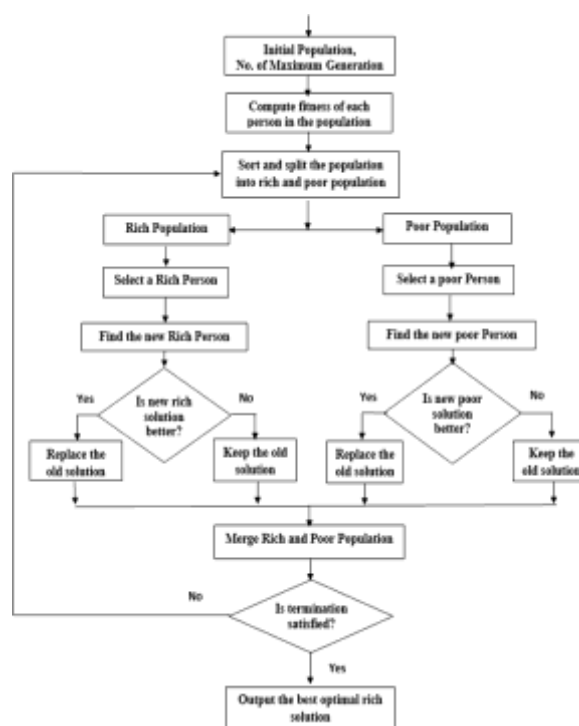 Initial Population,
No. of Maximum Generation
Compute fitness of each
person in the population
Sort and split the population
into rich and poor population
Rich Population
Poor Population
Select a Rich Person
Select a poor Person
Find the new Rich Person
Find the new poor Person
Yes
Is new rich
solution
better?
No
Yes
Is new poor
solution
better?
No
Replace the
old solution
Keep the old
solution
Replace the
old solution
Keep the
old solution
Merge Rich and Poor Population
No
Is termination
satisfied?
Yes
Output the best optimal rich
solution